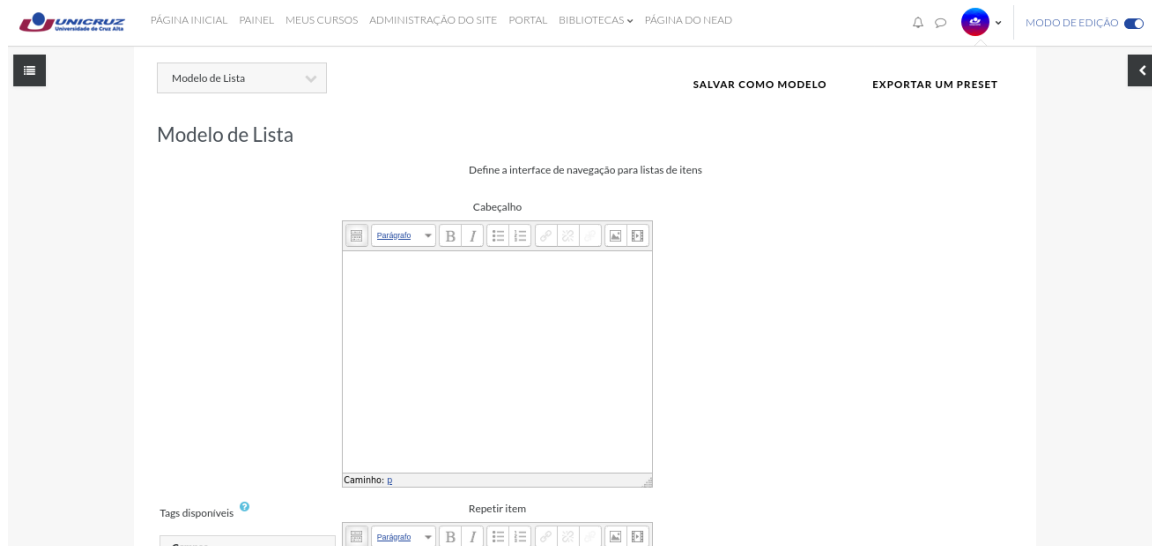 UNICRUZ
Universidade de Cruz Alta
PÁGINA INICIAL PAINEL MEUS CURSOS ADMINISTRAÇÃO DO SITE PORTAL BIBLIOTECAS PÁGINA DO NEAD
MODO DE EDIÇÃO
Modelo de Lista
SALVAR COMO MODELO EXPORTAR UM PRESET
Modelo de Lista
Define a interface de navegação para listas de itens
Cabeçalho
Parágrafo B I
Caminho: p
Tags disponíveis
Repetir item
Parágrafo B I